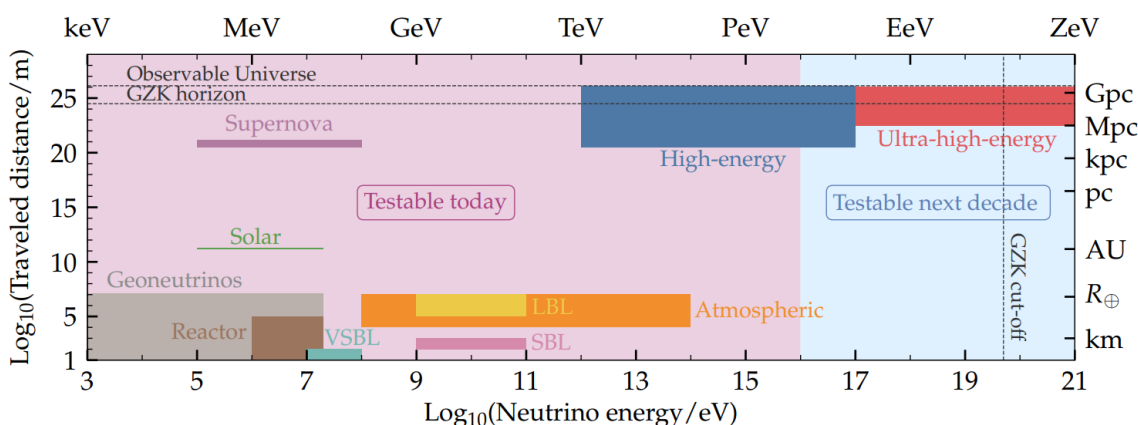 keV MeV GeV TeV PeV EeV ZeV
Log₁₀(Traveled distance/m)
25
20
15
10
5
1
Observable Universe
GZK horizon
Supernova
High-energy
Ultra-high-energy
Testable today
Testable next decade
Solar
Geoneutrinos
Reactor
VSBL
LBL
SBL
Atmospheric
GZK cut-off
Gpc
Mpc
kpc
pc
AU
R⊕
km
3 5 7 9 11 13 15 17 19 21
Log₁₀(Neutrino energy/eV)